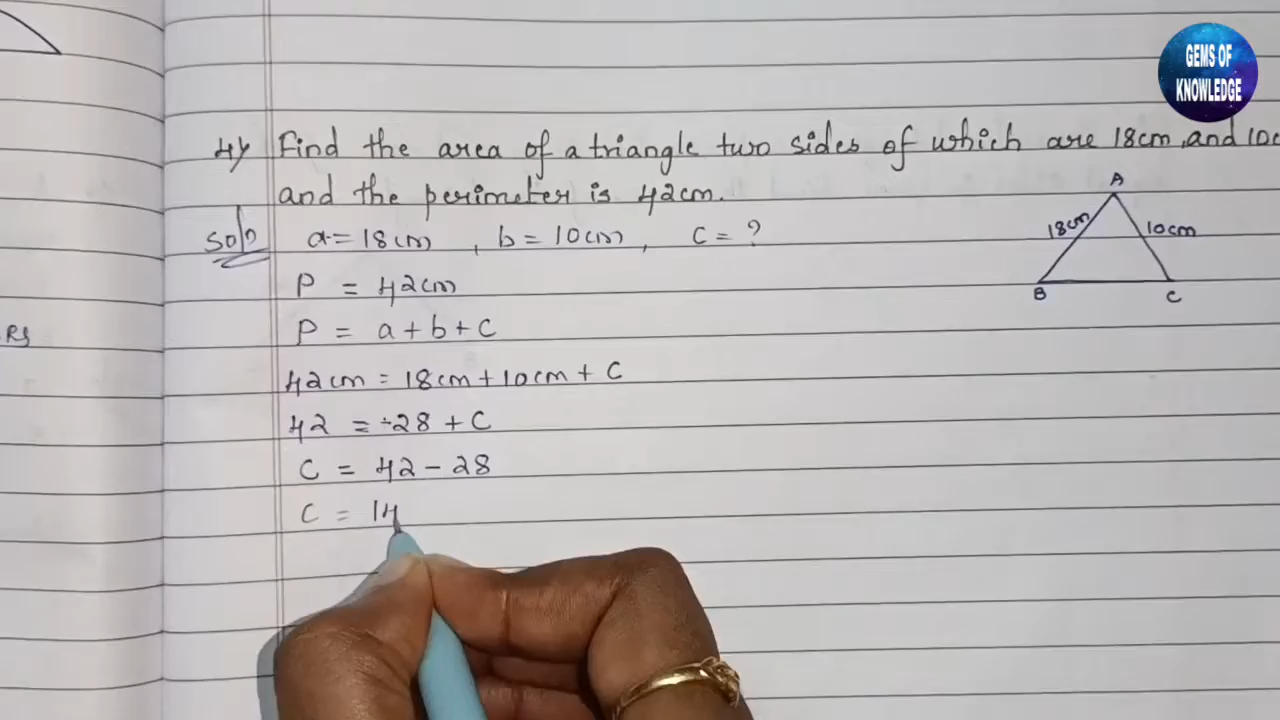 GEMS OF
KNOWLEDGE
4) Find the area of a triangle two sides of which are 18cm, and 10c
and the perimeter is 42cm.
Soln a = 18cm , b = 10cm , c = ?
P = 42cm
P = a + b + c
42cm = 18cm + 10cm + c
42 = 28 + c
c = 42 - 28
c = 14
A
18cm 10cm
B C
Rs